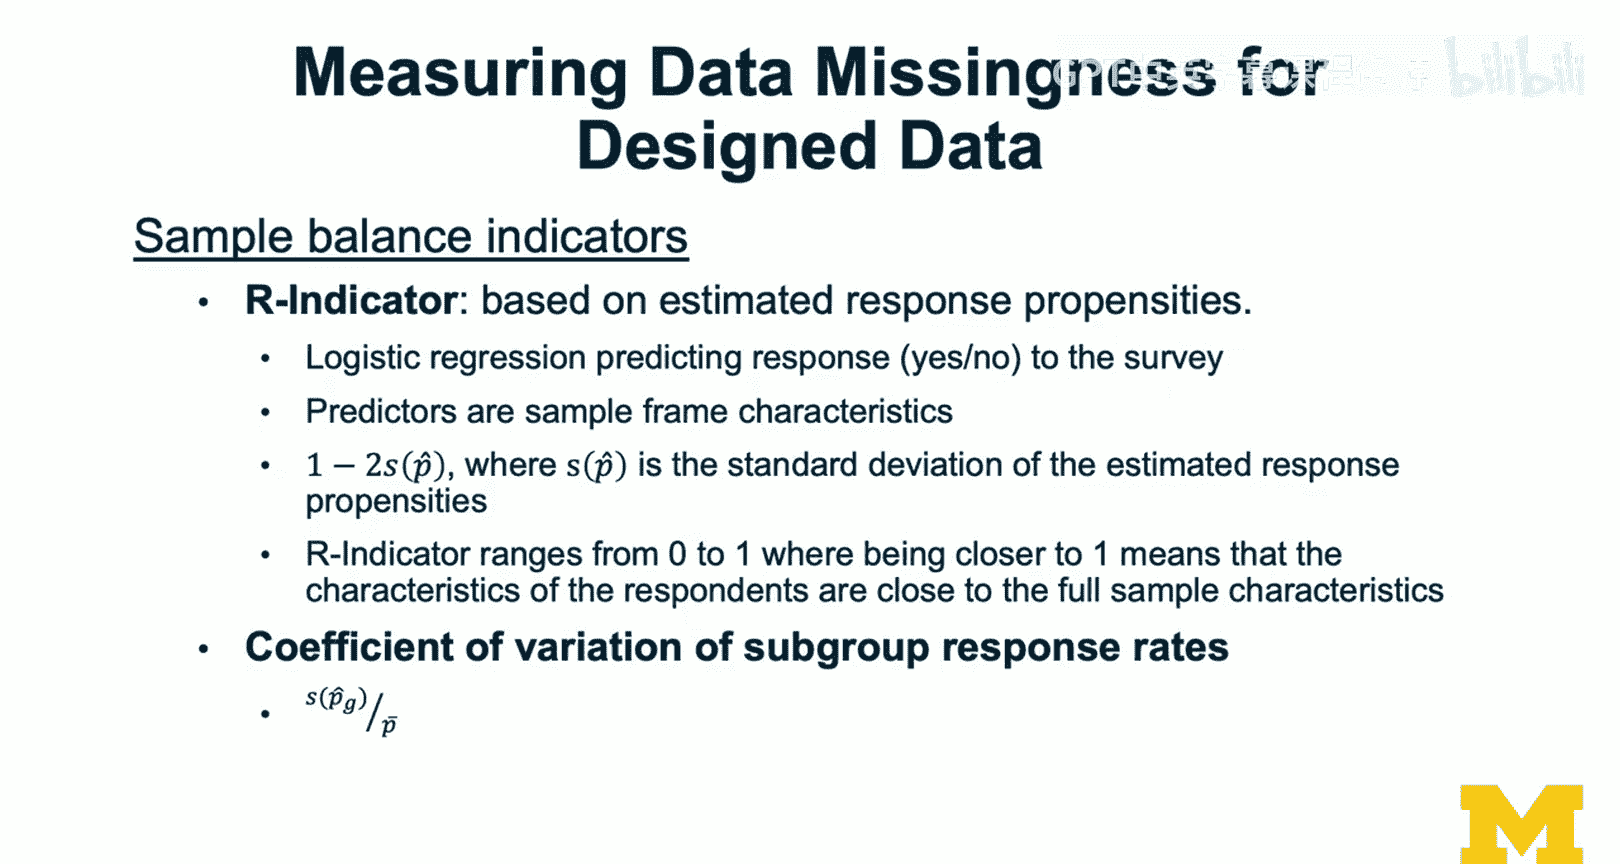 Measuring Data Missingness for
Designed Data
bilibili
Sample balance indicators
• R-Indicator: based on estimated response propensities.
• Logistic regression predicting response (yes/no) to the survey
• Predictors are sample frame characteristics
• 1 − 2s(p̂), where s(p̂) is the standard deviation of the estimated response
propensities
• R-Indicator ranges from 0 to 1 where being closer to 1 means that the
characteristics of the respondents are close to the full sample characteristics
• Coefficient of variation of subgroup response rates
• s(p̂g)/p̄
M